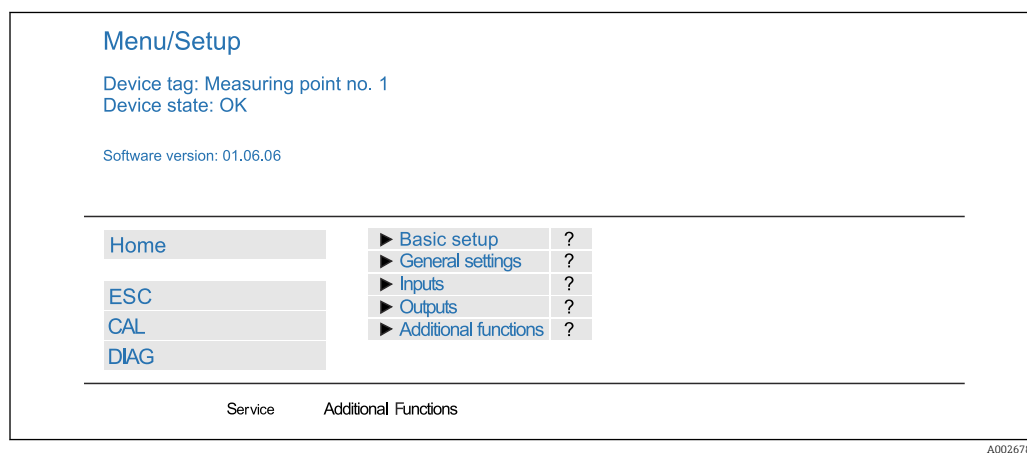 Menu/Setup
Device tag: Measuring point no. 1
Device state: OK
Software version: 01.06.06
Home
ESC
CAL
DIAG
► Basic setup ?
► General settings ?
► Inputs ?
► Outputs ?
► Additional functions ?
Service Additional Functions